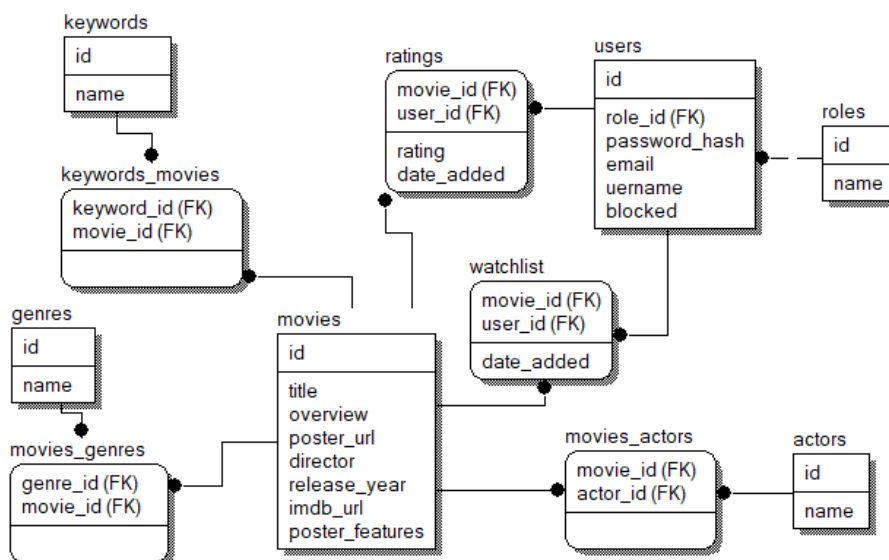 keywords
id
name
ratings
movie_id (FK)
user_id (FK)
rating
date_added
users
id
role_id (FK)
password_hash
email
uername
blocked
roles
id
name
keywords_movies
keyword_id (FK)
movie_id (FK)
genres
id
name
movies
id
title
overview
poster_url
director
release_year
imdb_url
poster_features
watchlist
movie_id (FK)
user_id (FK)
date_added
movies_genres
genre_id (FK)
movie_id (FK)
movies_actors
movie_id (FK)
actor_id (FK)
actors
id
name